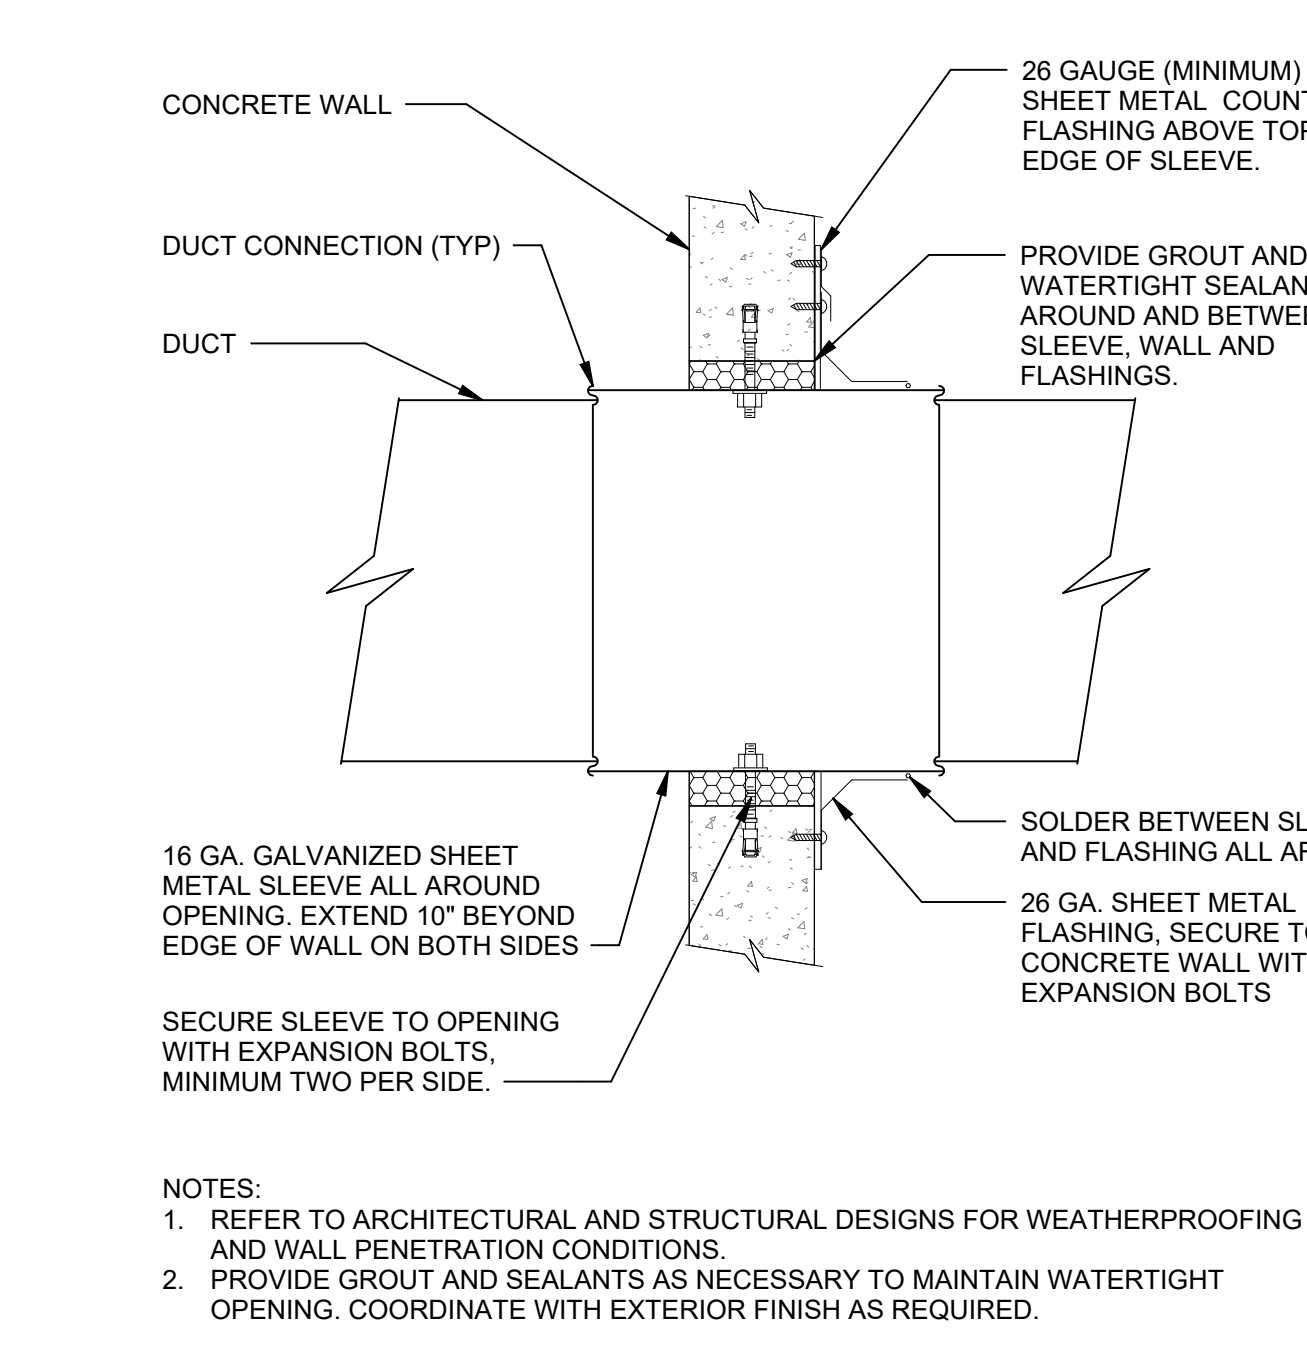 CONCRETE WALL
DUCT CONNECTION (TYP)
DUCT
26 GAUGE (MINIMUM)
SHEET METAL COUNT
FLASHING ABOVE TOP
EDGE OF SLEEVE.
PROVIDE GROUT AND
WATERTIGHT SEALAN
AROUND AND BETWEE
SLEEVE, WALL AND
FLASHINGS.
16 GA. GALVANIZED SHEET
METAL SLEEVE ALL AROUND
OPENING. EXTEND 10" BEYOND
EDGE OF WALL ON BOTH SIDES
SECURE SLEEVE TO OPENING
WITH EXPANSION BOLTS,
MINIMUM TWO PER SIDE.
SOLDER BETWEEN SL
AND FLASHING ALL AR
26 GA. SHEET METAL
FLASHING, SECURE TO
CONCRETE WALL WIT
EXPANSION BOLTS
NOTES:
1. REFER TO ARCHITECTURAL AND STRUCTURAL DESIGNS FOR WEATHERPROOFING
AND WALL PENETRATION CONDITIONS.
2. PROVIDE GROUT AND SEALANTS AS NECESSARY TO MAINTAIN WATERTIGHT
OPENING. COORDINATE WITH EXTERIOR FINISH AS REQUIRED.